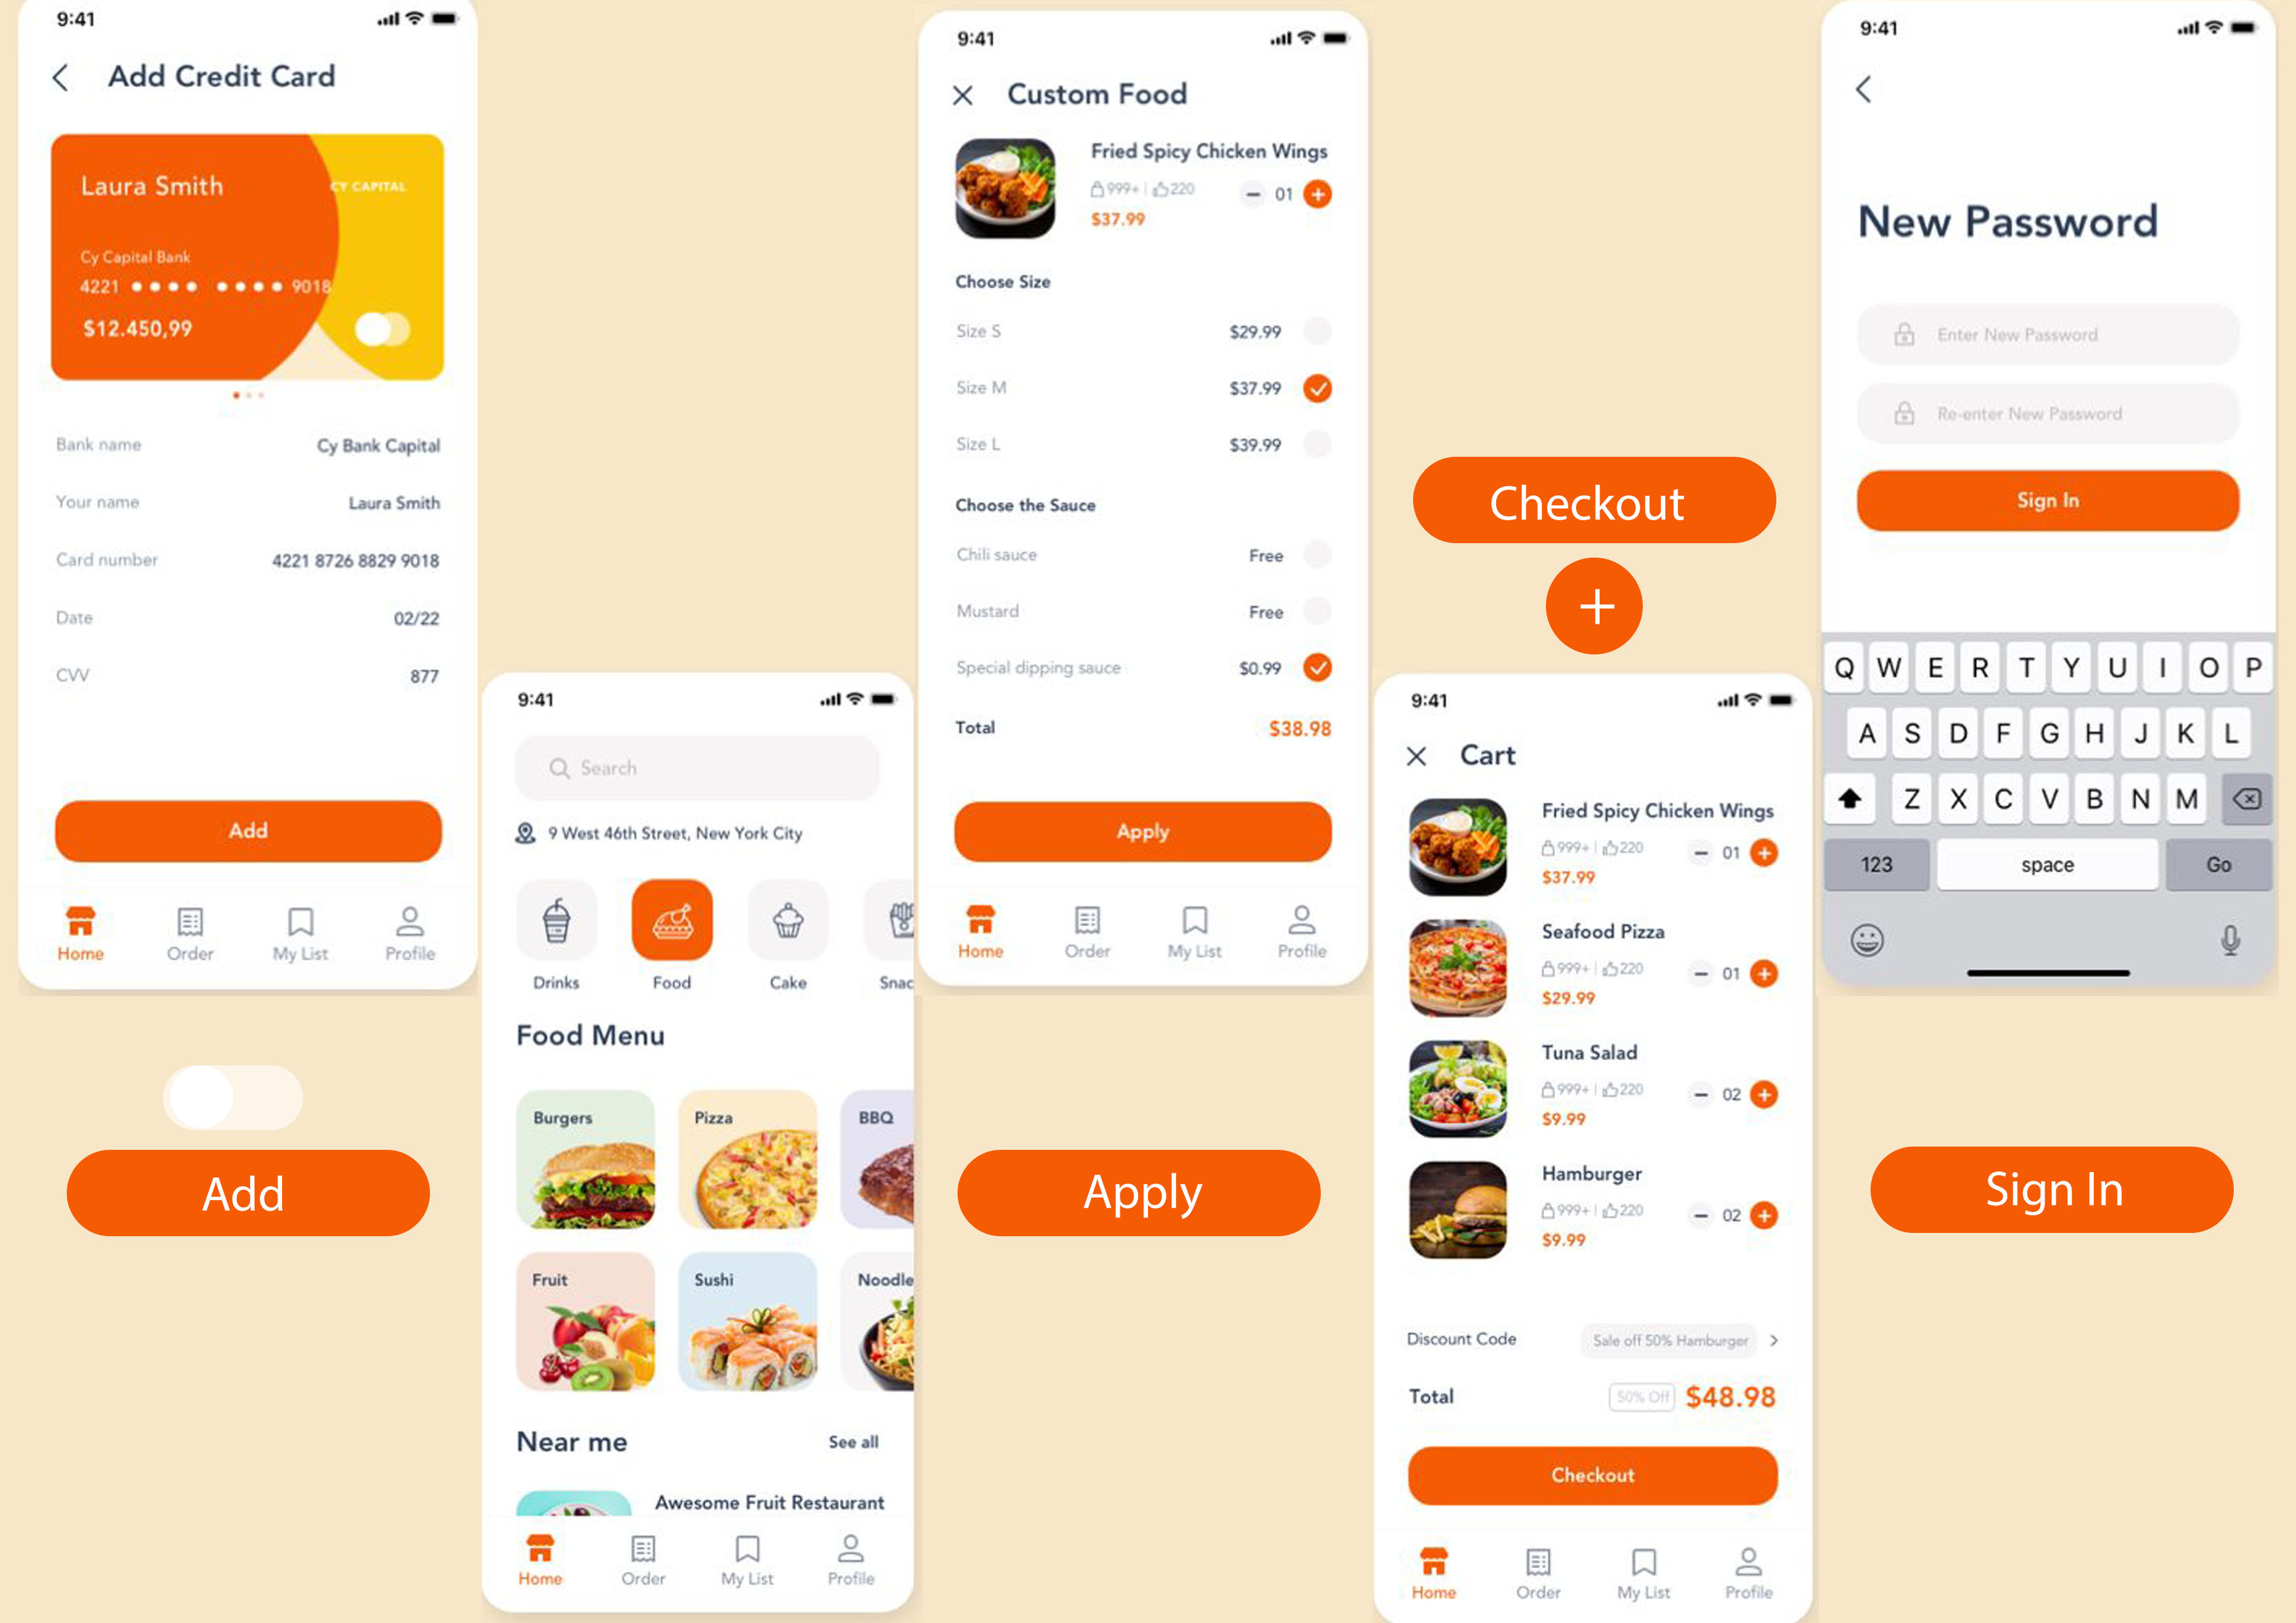 9:41
Add Credit Card
Laura Smith
CY CAPITAL
Cy Capital Bank
4221 •••• •••• 9018
$12.450,99
Bank name Cy Bank Capital
Your name Laura Smith
Card number 4221 8726 8829 9018
Date 02/22
CVV 877
Add
Home Order My List Profile
Add
9:41
Search
9 West 46th Street, New York City
Drinks Food Cake Snac
Food Menu
Burgers Pizza BBQ
Fruit Sushi Noodle
Near me See all
Awesome Fruit Restaurant
Home Order My List Profile
9:41
Custom Food
Fried Spicy Chicken Wings
999+ | 220 − 01 +
$37.99
Choose Size
Size S $29.99
Size M $37.99
Size L $39.99
Choose the Sauce
Chili sauce Free
Mustard Free
Special dipping sauce $0.99
Total $38.98
Apply
Home Order My List Profile
Apply
Checkout
+
9:41
Cart
Fried Spicy Chicken Wings
999+ | 220 − 01 +
$37.99
Seafood Pizza
999+ | 220 − 01 +
$29.99
Tuna Salad
999+ | 220 − 02 +
$9.99
Hamburger
999+ | 220 − 02 +
$9.99
Discount Code Sale off 50% Hamburger
Total 50% Off $48.98
Checkout
Home Order My List Profile
9:41
New Password
Enter New Password
Re-enter New Password
Sign In
Q W E R T Y U I O P
A S D F G H J K L
Z X C V B N M
123 space Go
Sign In